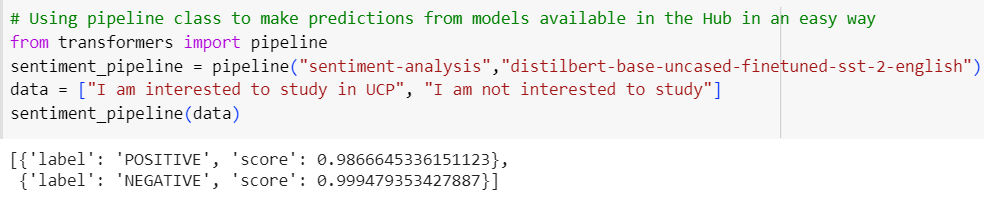 # Using pipeline class to make predictions from models available in the Hub in an easy way
from transformers import pipeline
sentiment_pipeline = pipeline("sentiment-analysis","distilbert-base-uncased-finetuned-sst-2-english")
data = ["I am interested to study in UCP", "I am not interested to study"]
sentiment_pipeline(data)
[{'label': 'POSITIVE', 'score': 0.9866645336151123},
 {'label': 'NEGATIVE', 'score': 0.999479353427887}]